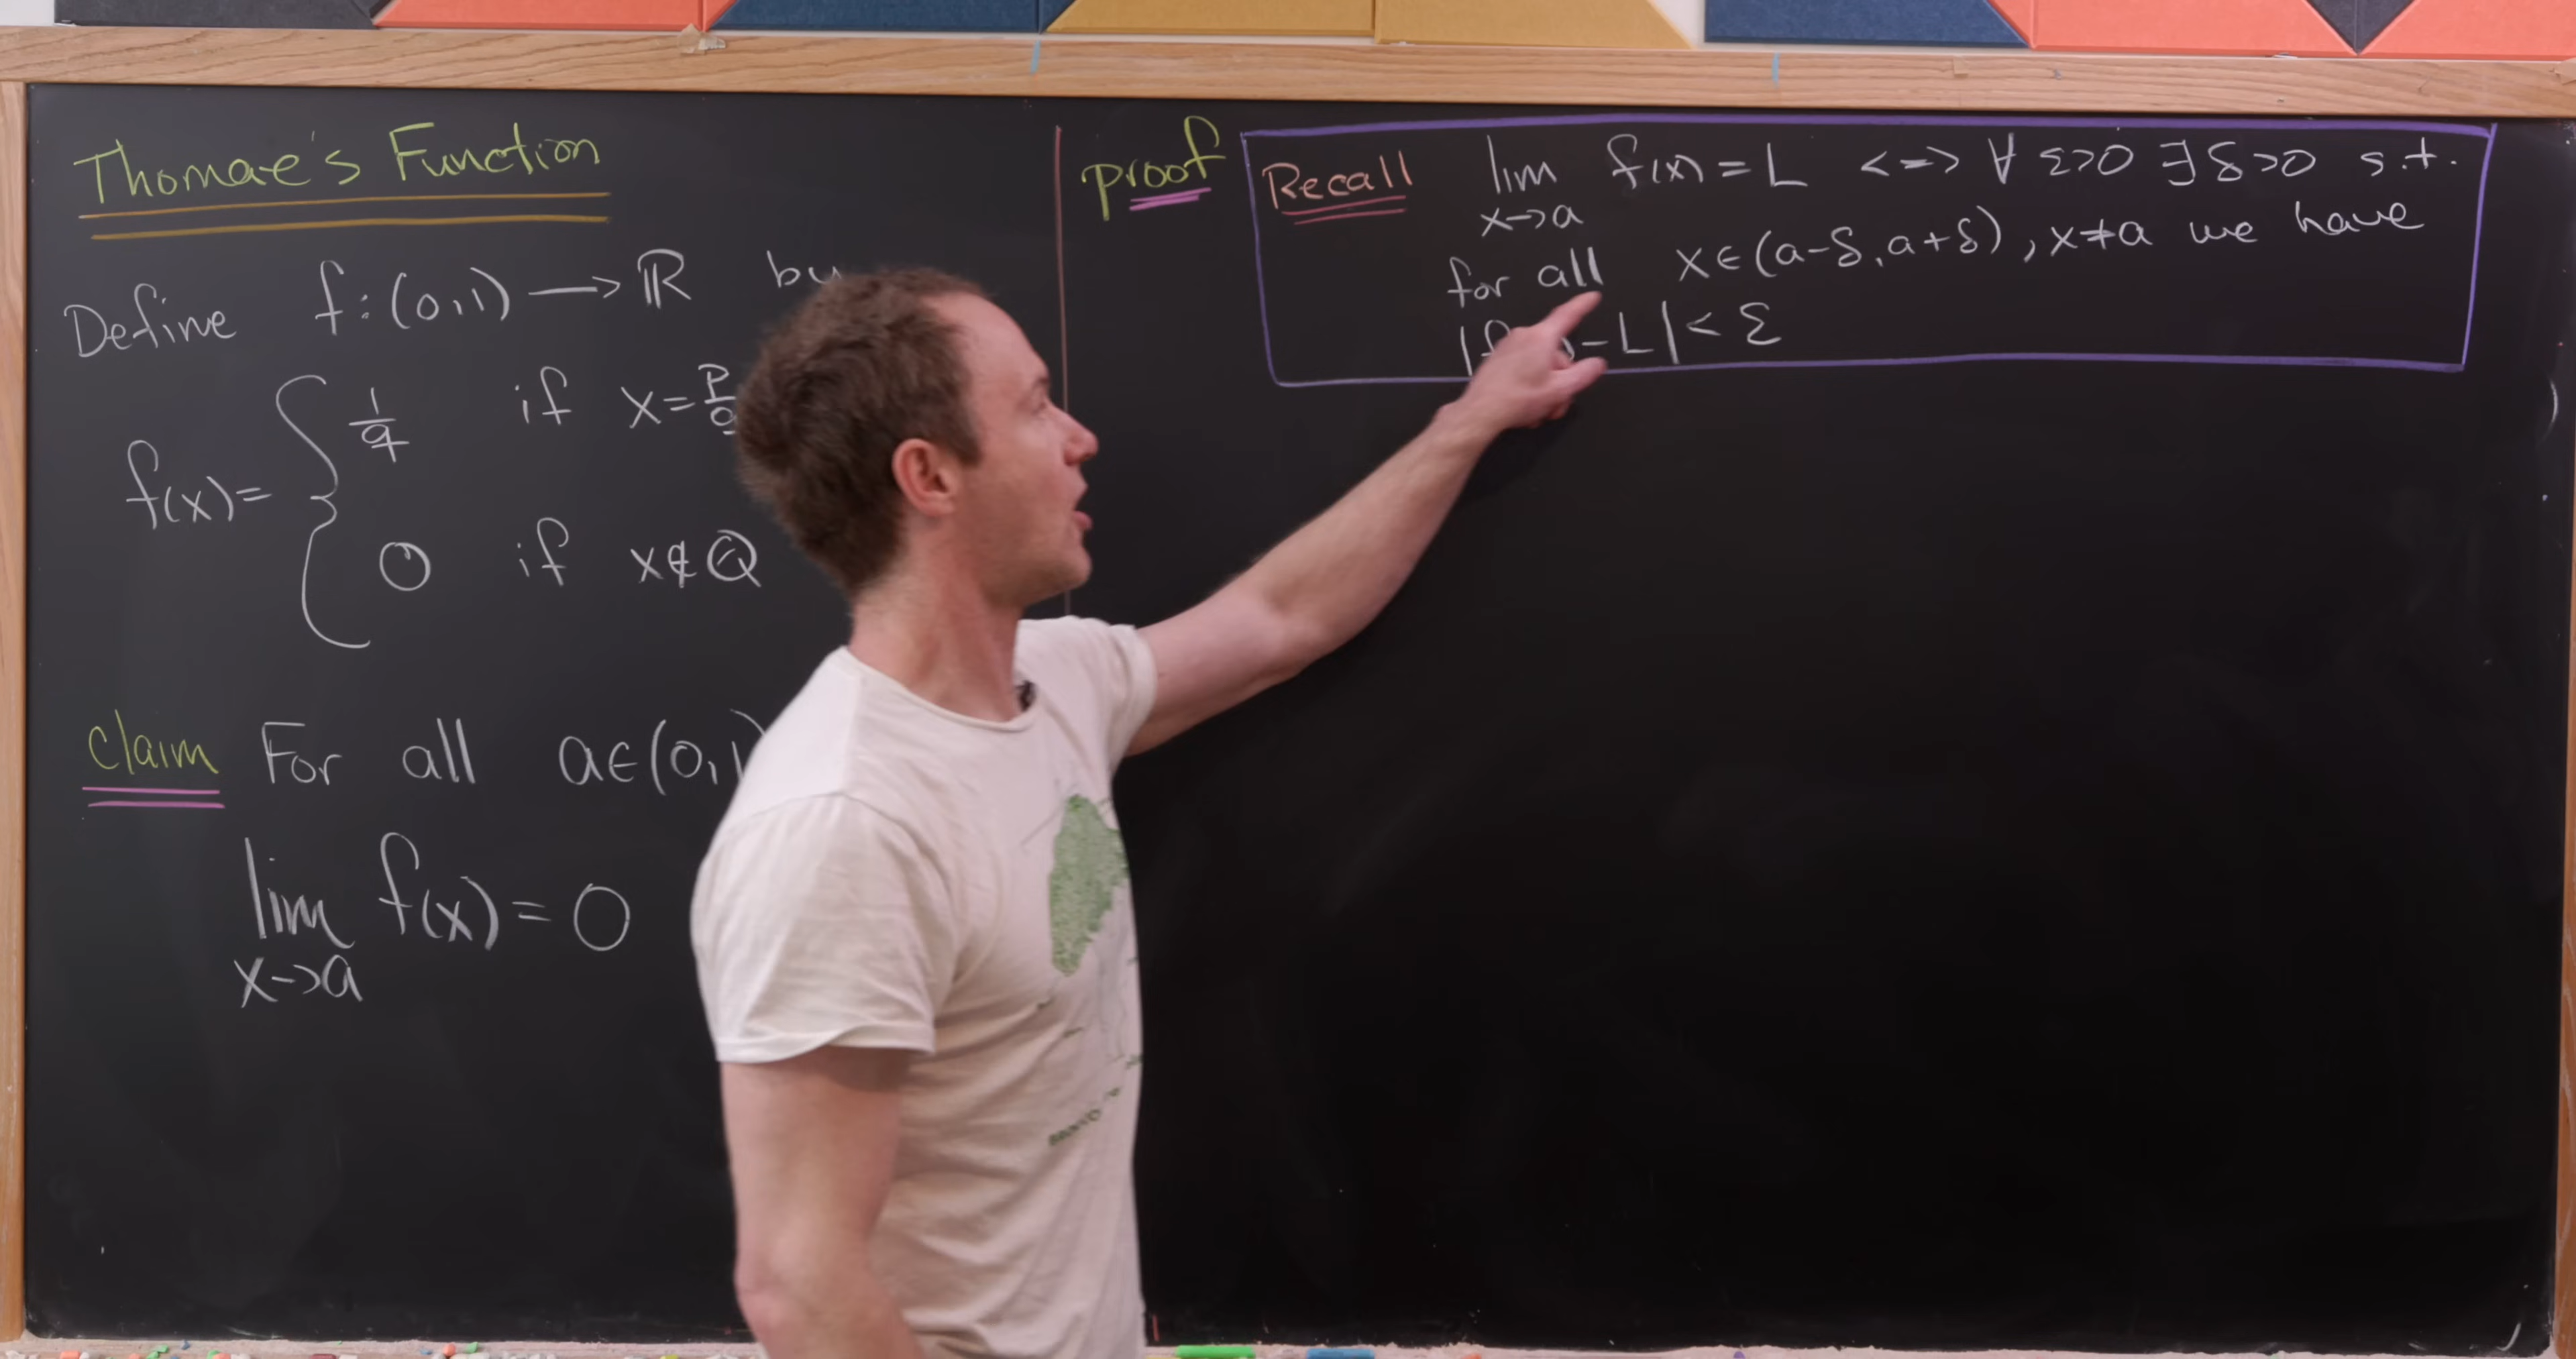 Thomae's Function
Define f: (0,1) → ℝ by
f(x) = { 1/q if x = p/q
0 if x ∉ ℚ
Claim For all a ∈ (0,1)
lim f(x) = 0
x→a
proof
Recall lim f(x) = L <=> ∀ ε>0 ∃ δ>0 s.t.
x→a
for all x ∈ (a-δ, a+δ), x≠a we have
|f -L| < ε